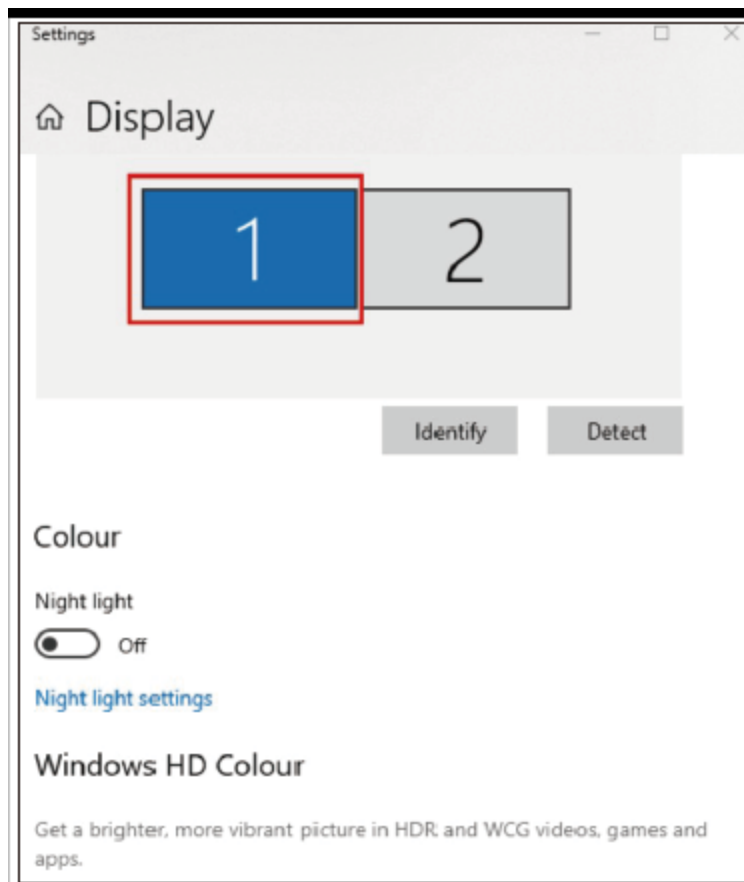 Settings
Display
1
2
Identify
Detect
Colour
Night light
Off
Night light settings
Windows HD Colour
Get a brighter, more vibrant picture in HDR and WCG videos, games and
apps.